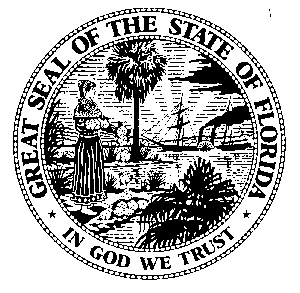 GREAT SEAL OF THE STATE OF FLORIDA
IN GOD WE TRUST